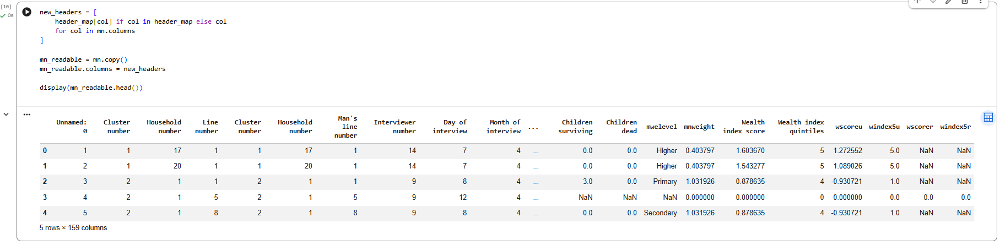 [10]
0s
new_headers = [
    header_map[col] if col in header_map else col
    for col in mn.columns
]
mn_readable = mn.copy()
mn_readable.columns = new_headers
display(mn_readable.head())
Unnamed: 0 Cluster number Household number Line number Cluster number Household number Man's line number Interviewer number Day of interview Month of interview ... Children surviving Children dead mwelevel mnweight Wealth index score Wealth index quintiles wscoreu windex5u wscorer windex5r
0 1 1 17 1 1 17 1 14 7 4 ... 0.0 0.0 Higher 0.403797 1.603670 5 1.272552 5.0 NaN NaN
1 2 1 20 1 1 20 1 14 7 4 ... 0.0 0.0 Higher 0.403797 1.543277 5 1.089026 5.0 NaN NaN
2 3 2 1 1 2 1 1 9 8 4 ... 3.0 0.0 Primary 1.031926 0.878635 4 -0.930721 1.0 NaN NaN
3 4 2 1 5 2 1 5 9 12 4 ... NaN NaN NaN 0.000000 0.000000 0 0.000000 0.0 0.0 0.0
4 5 2 1 8 2 1 8 9 8 4 ... 0.0 0.0 Secondary 1.031926 0.878635 4 -0.930721 1.0 NaN NaN
5 rows × 159 columns